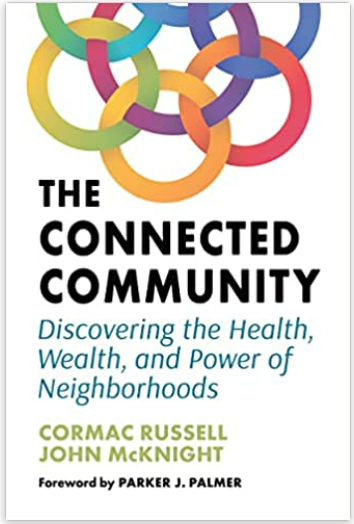 THE
CONNECTED
COMMUNITY
Discovering the Health,
Wealth, and Power of
Neighborhoods
CORMAC RUSSELL
JOHN McKNIGHT
Foreword by PARKER J. PALMER